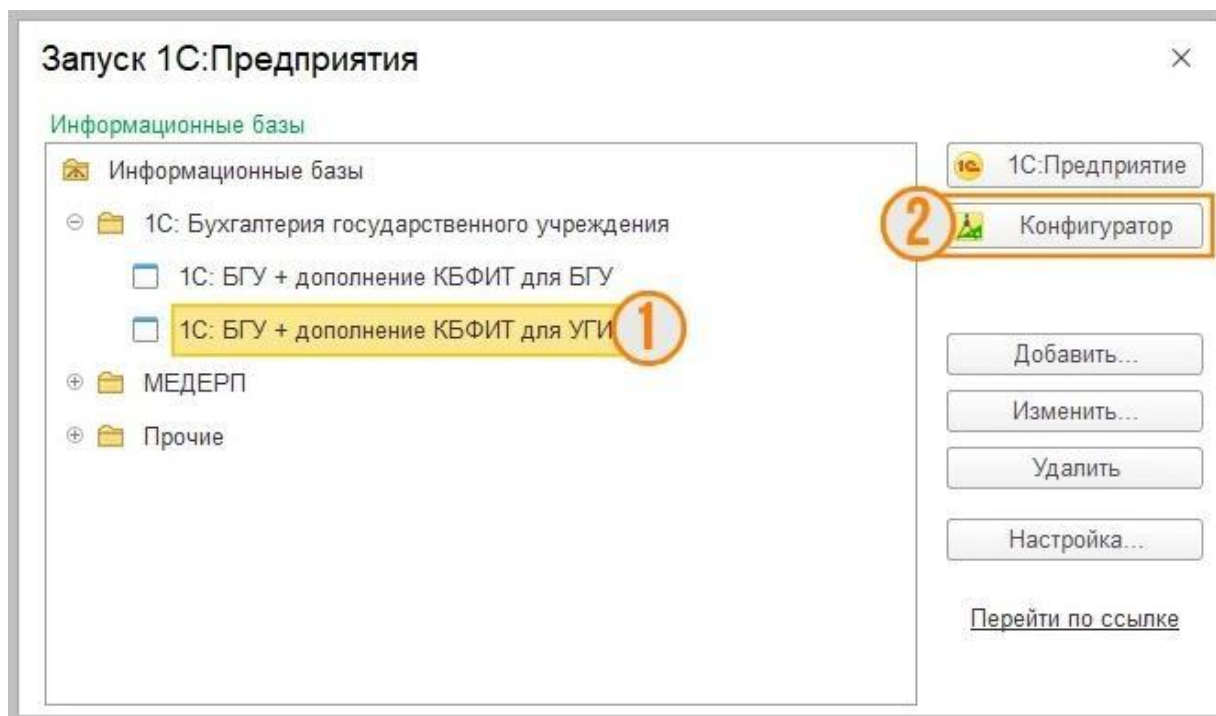 Запуск 1С:Предприятия
Информационные базы
Информационные базы
1С: Бухгалтерия государственного учреждения
1С: БГУ + дополнение КБФИТ для БГУ
1С: БГУ + дополнение КБФИТ для УГИ
1
МЕДЕРП
Прочие
1С:Предприятие
2
Конфигуратор
Добавить...
Изменить...
Удалить
Настройка...
Перейти по ссылке